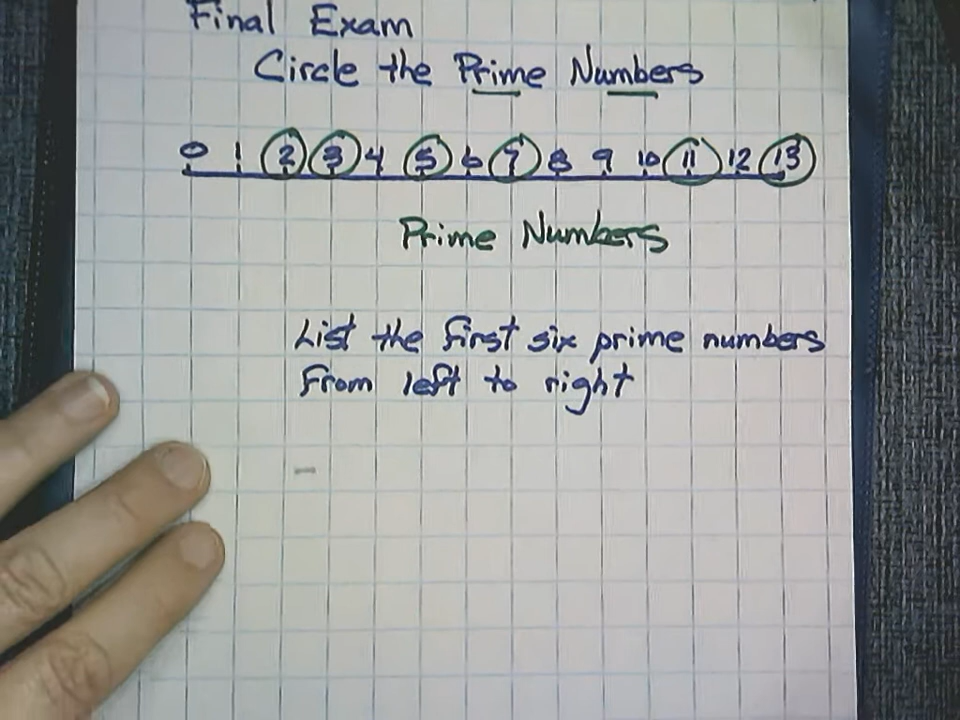 Final Exam
Circle the Prime Numbers
0 1 2 3 4 5 6 7 8 9 10 11 12 13
Prime Numbers
List the first six prime numbers
from left to right